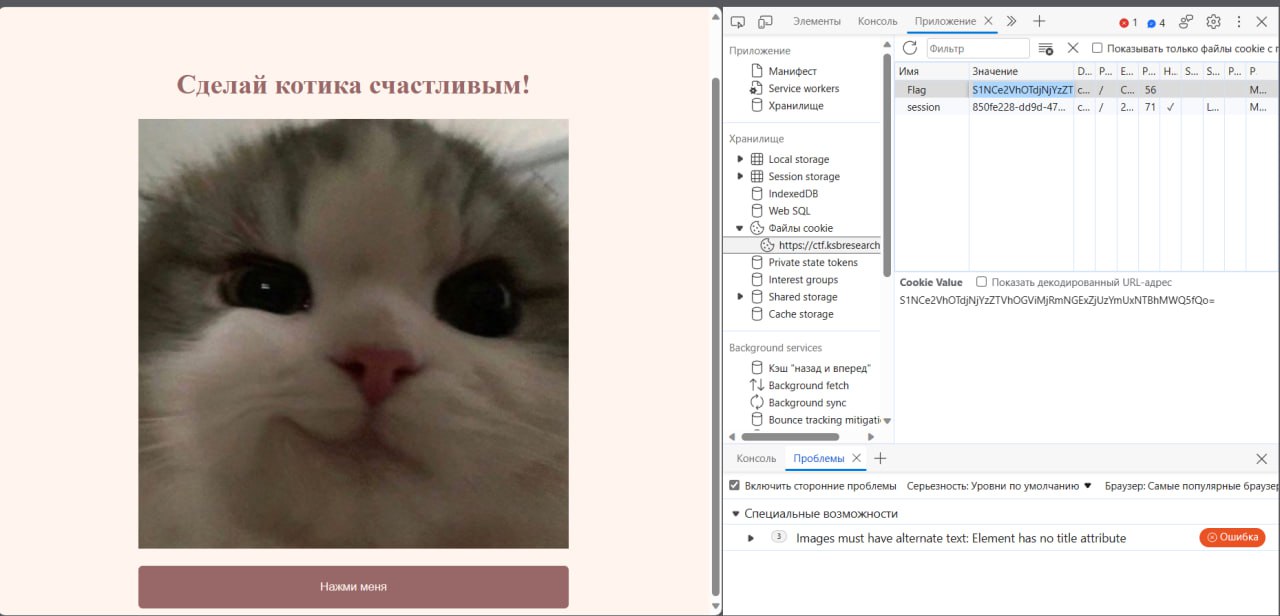 Сделай котика счастливым!
Нажми меня
Элементы Консоль Приложение 1 4
Приложение
Манифест
Service workers
Хранилище
Хранилище
Local storage
Session storage
IndexedDB
Web SQL
Файлы cookie
https://ctf.ksbresearch
Private state tokens
Interest groups
Shared storage
Cache storage
Background services
Кэш "назад и вперед"
Background fetch
Background sync
Bounce tracking mitigati
Фильтр Показывать только файлы cookie с
Имя Значение D... P... E... P... H... S... S... P... P.
Flag S1NCe2VhOTdjNjYzZT c... / C... 56 M...
session 850fe228-dd9d-47... c... / 2... 71 ✓ L... M...
Cookie Value Показать декодированный URL-адрес
S1NCe2VhOTdjNjYzZTVhOGViMjRmNGExZjUzYmUxNTBhMWQ5fQo=
Консоль Проблемы
Включить сторонние проблемы Серьезность: Уровни по умолчанию Браузер: Самые популярные браузер
Специальные возможности
3 Images must have alternate text: Element has no title attribute Ошибка